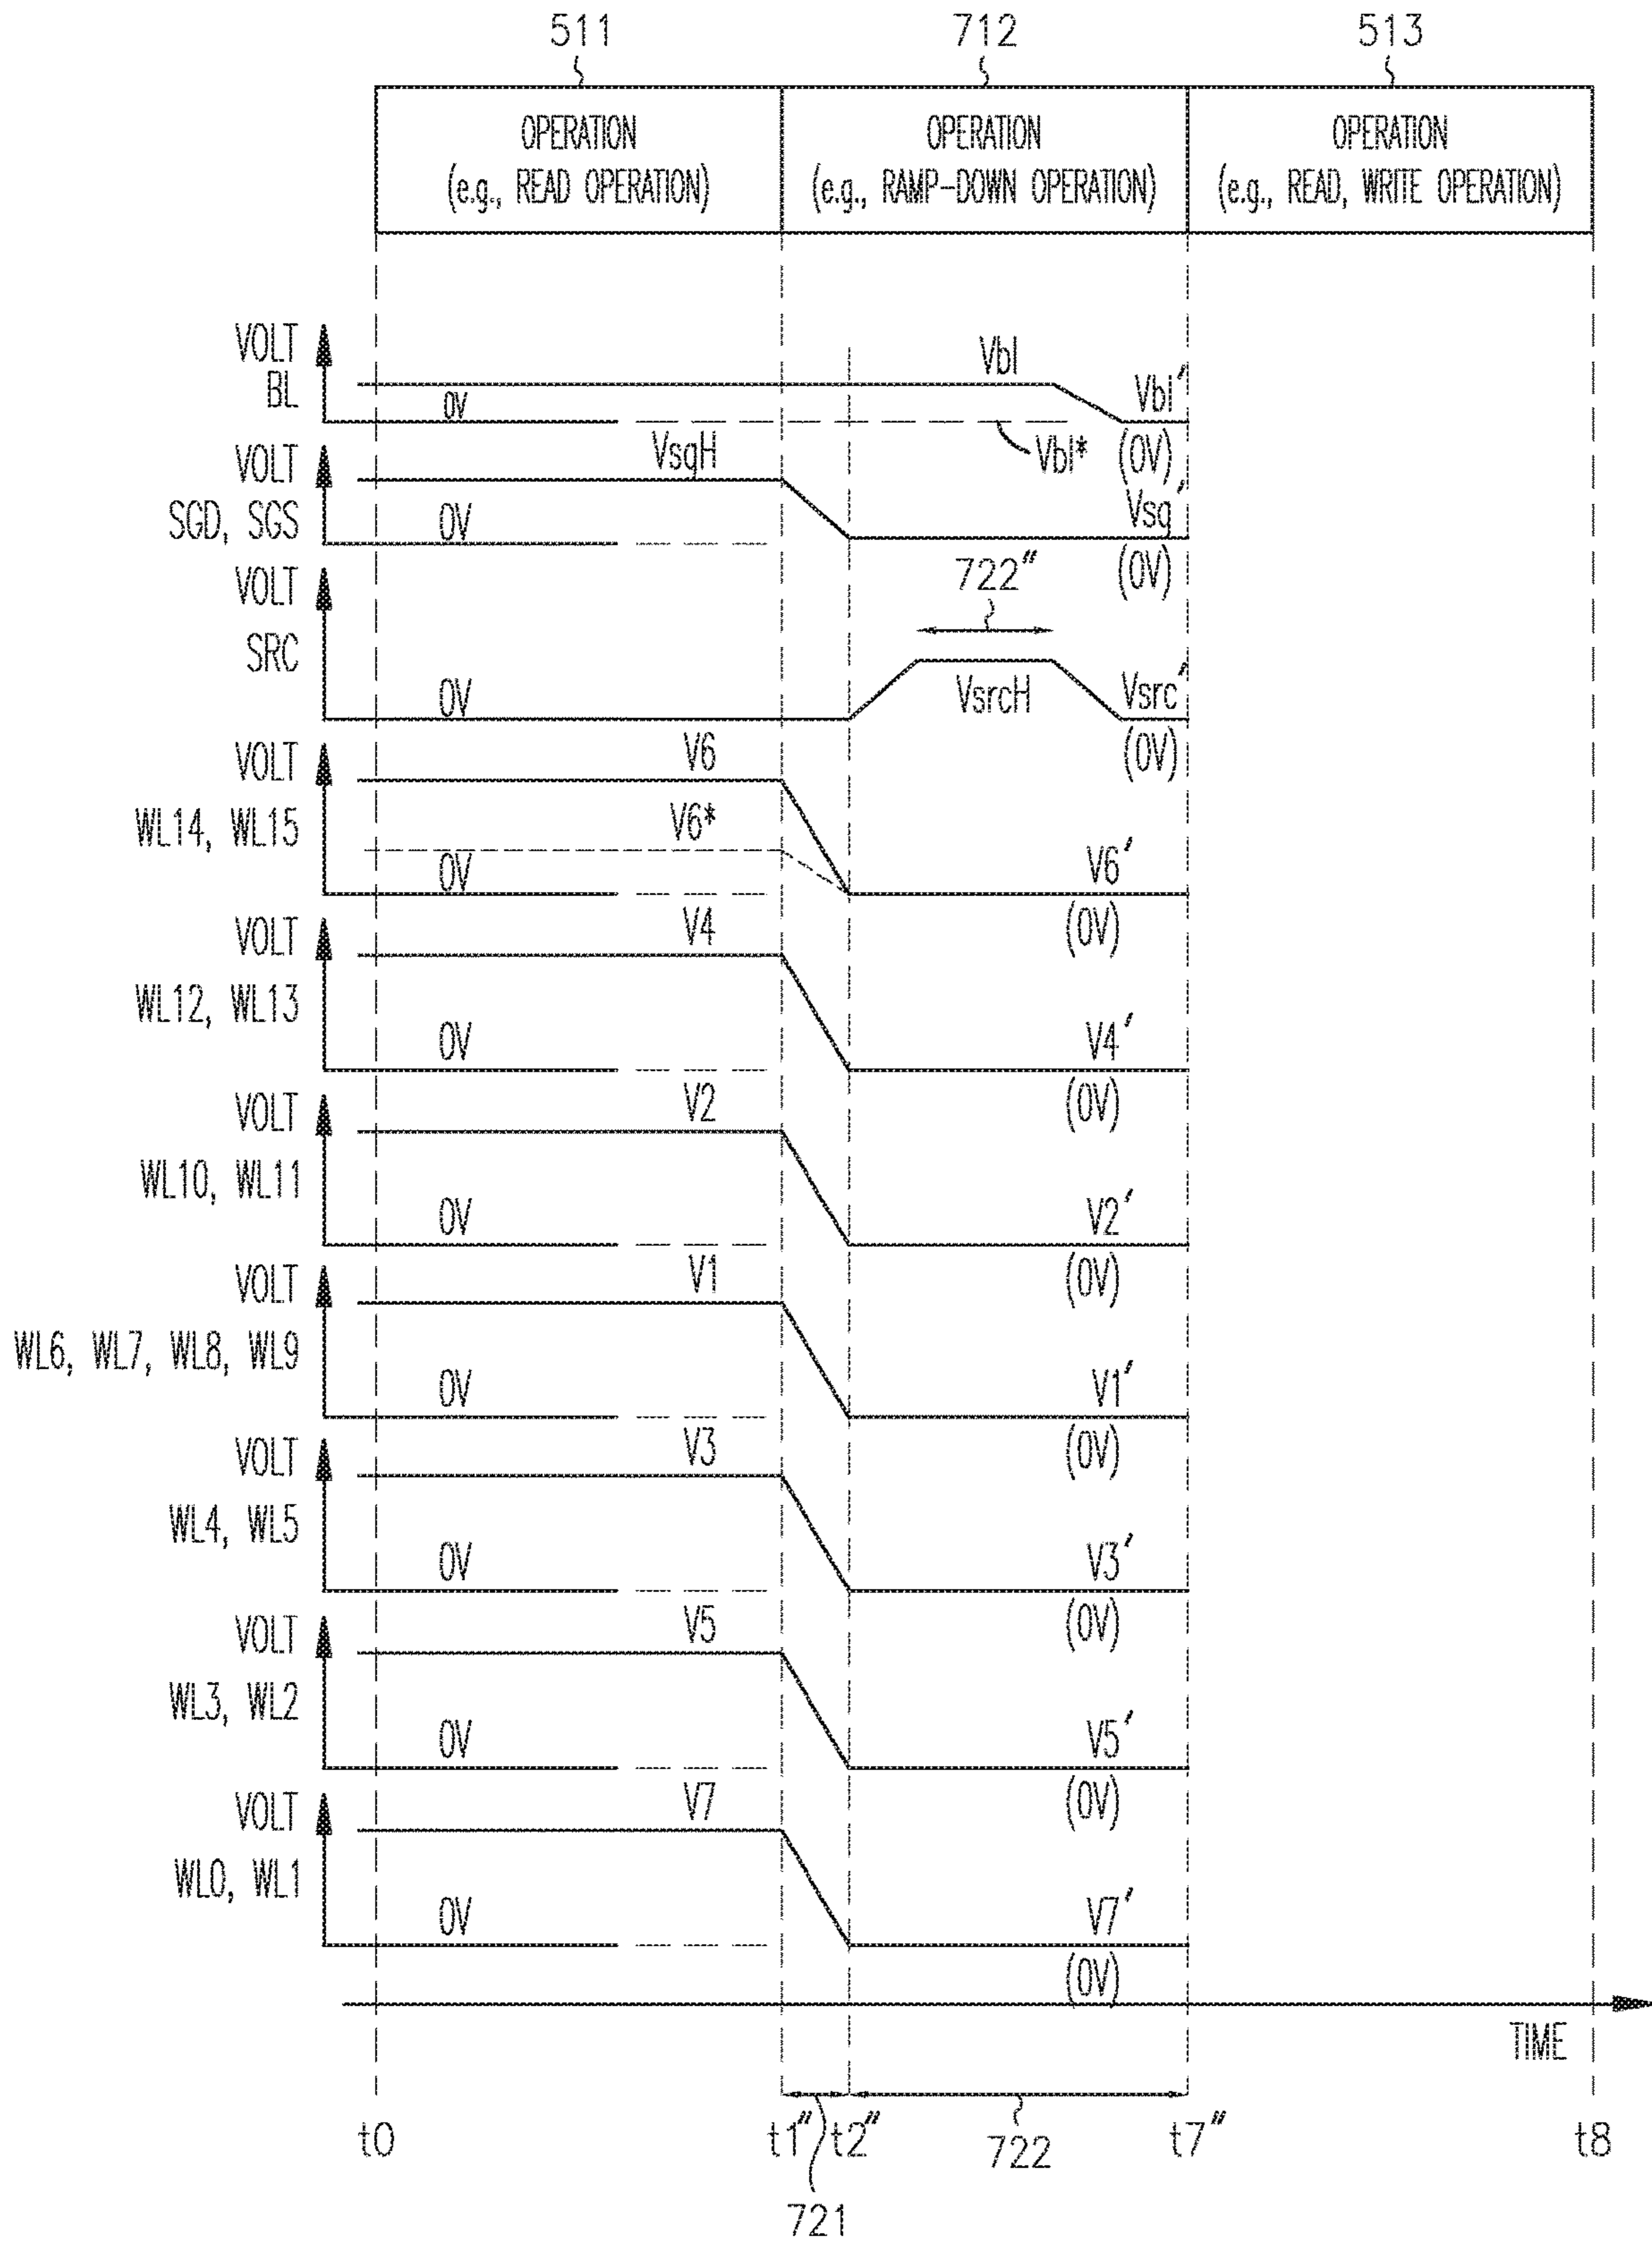 511 712 513
OPERATION OPERATION OPERATION
(e.g., READ OPERATION) (e.g., RAMP-DOWN OPERATION) (e.g., READ, WRITE OPERATION)
VOLT Vbl
BL 0V Vbl′
Vbl* (0V)
VOLT VsgH
SGD, SGS 0V Vsg′
(0V)
VOLT 722″
SRC
0V VsrcH Vsrc′
(0V)
VOLT V6
WL14, WL15 V6*
0V V6′
(0V)
VOLT V4
WL12, WL13
0V V4′
(0V)
VOLT V2
WL10, WL11
0V V2′
(0V)
VOLT V1
WL6, WL7, WL8, WL9
0V V1′
(0V)
VOLT V3
WL4, WL5
0V V3′
(0V)
VOLT V5
WL3, WL2
0V V5′
(0V)
VOLT V7
WL0, WL1
0V V7′
(0V)
TIME
t0 t1″ t2″ 722 t7″ t8
721